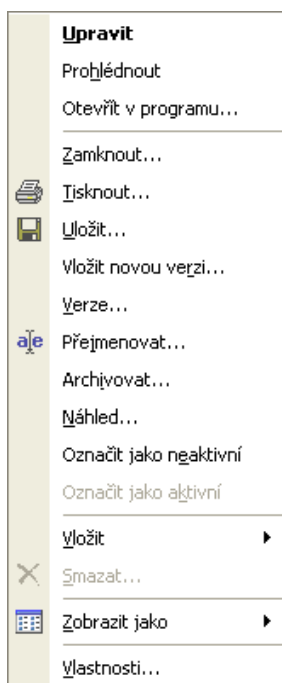 Upravit
Prohlédnout
Otevřít v programu...
Zamknout...
Tisknout...
Uložit...
Vložit novou verzi...
Verze...
a e Přejmenovat...
Archivovat...
Náhled...
Označit jako neaktivní
Označit jako aktivní
Vložit
Smazat...
Zobrazit jako
Vlastnosti...